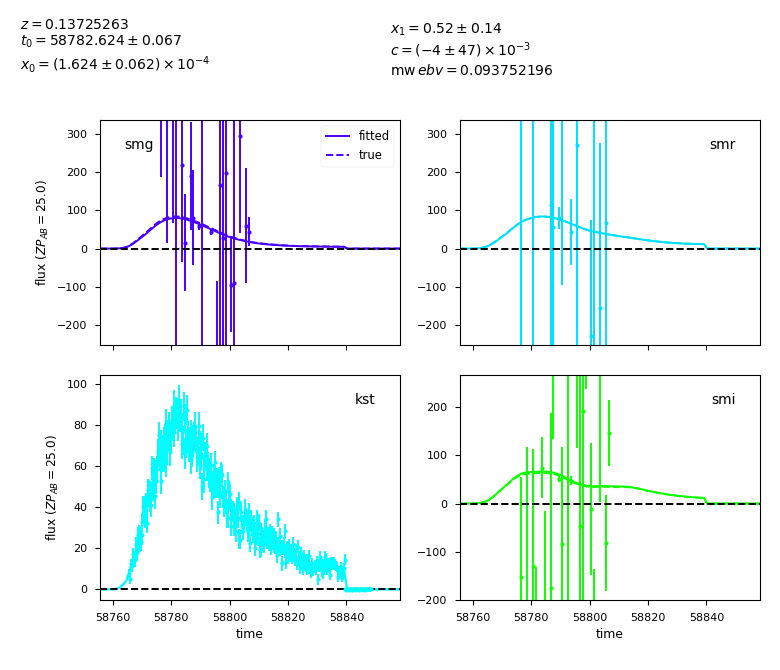 z = 0.13725263
t₀ = 58782.624 ± 0.067
x₀ = (1.624 ± 0.062) × 10⁻⁴
x₁ = 0.52 ± 0.14
c = (−4 ± 47) × 10⁻³
mw ebv = 0.093752196
smg
fitted
true
300
200
100
0
−100
−200
flux (ZP_AB = 25.0)
smr
300
200
100
0
−100
−200
kst
100
80
60
40
20
0
flux (ZP_AB = 25.0)
58760 58780 58800 58820 58840
time
smi
200
100
0
−100
−200
58760 58780 58800 58820 58840
time